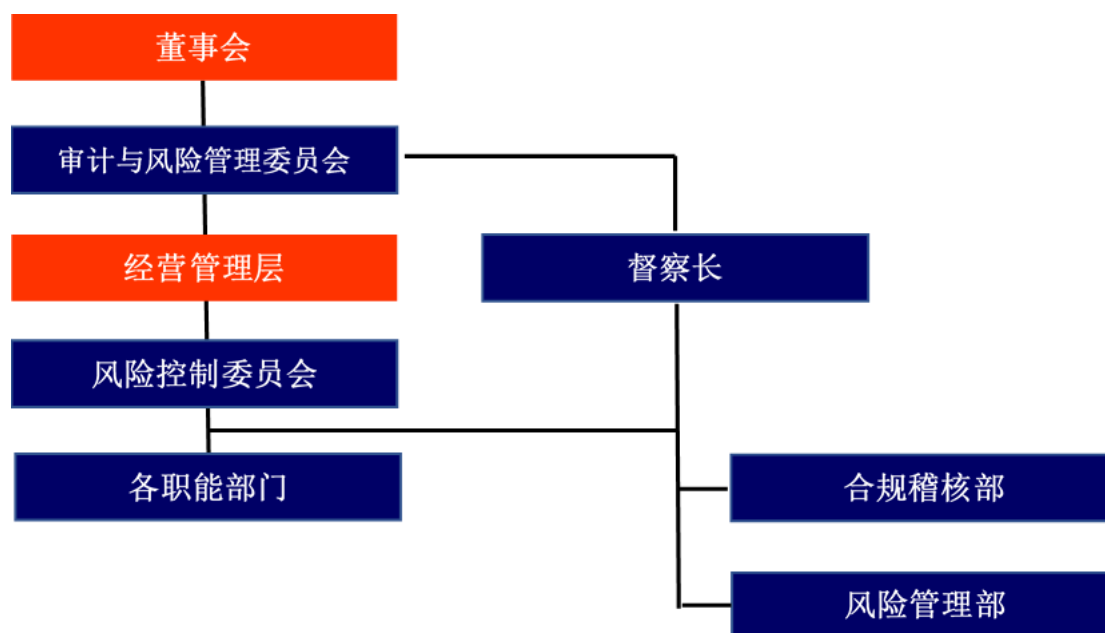 董事会
审计与风险管理委员会
经营管理层
督察长
风险控制委员会
各职能部门
合规稽核部
风险管理部